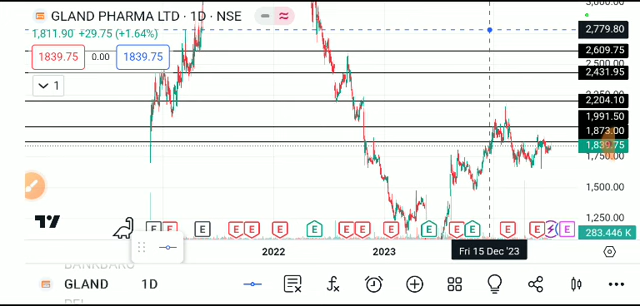 GLAND PHARMA LTD · 1D · NSE
1,811.90 +29.75 (+1.64%)
1839.75 0.00 1839.75
1
2,779.80
2,609.75
2,431.95
2,204.10
1,991.50
1,873.00
1,839.75
1,750.00
1,500.00
1,250.00
283.446 K
E E E E E E E E E E E E E E E E
2022 2023 Fri 15 Dec '23
BANKBARO
GLAND 1D